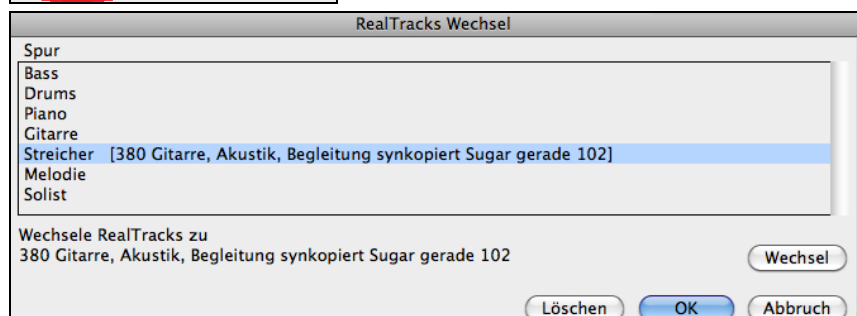 RealTracks Wechsel
Spur
Bass
Drums
Piano
Gitarre
Streicher [380 Gitarre, Akustik, Begleitung synkopiert Sugar gerade 102]
Melodie
Solist
Wechsele RealTracks zu
380 Gitarre, Akustik, Begleitung synkopiert Sugar gerade 102
Wechsel
Löschen OK Abbruch